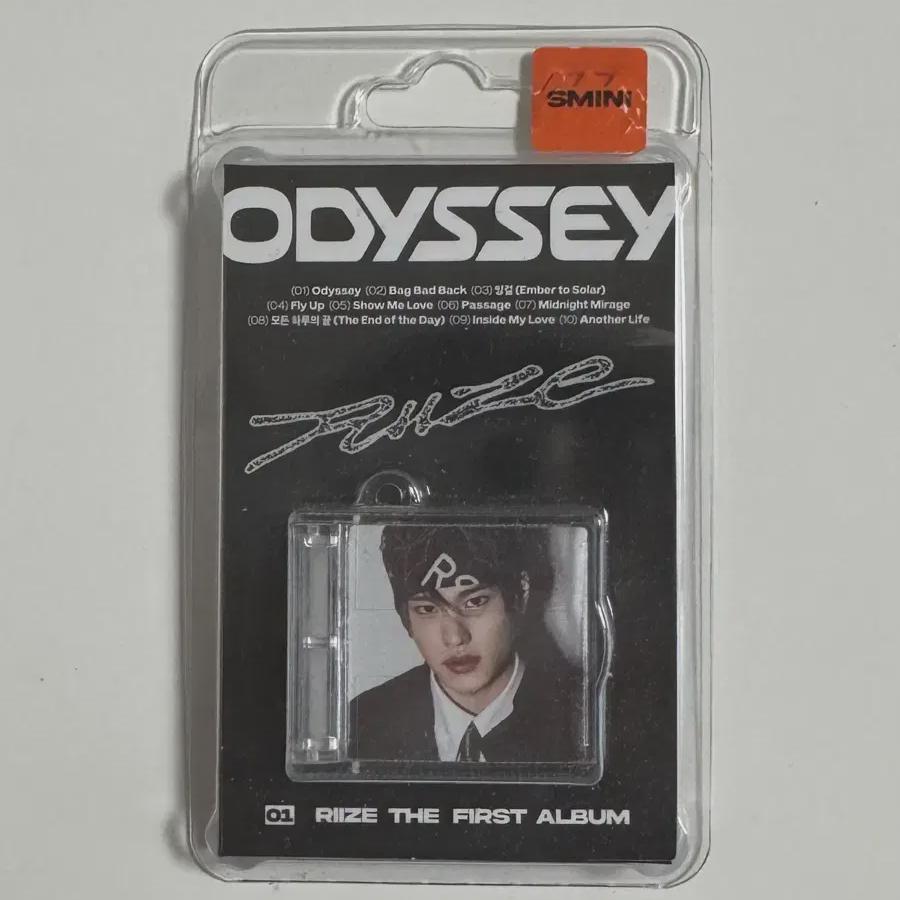 SMINI
ODYSSEY
(01) Odyssey (02) Bag Bad Back (03) 잉걸 (Ember to Solar)
(04) Fly Up (05) Show Me Love (06) Passage (07) Midnight Mirage
(08) 모든 하루의 끝 (The End of the Day) (09) Inside My Love (10) Another Life
RIIZE
01 RIIZE THE FIRST ALBUM